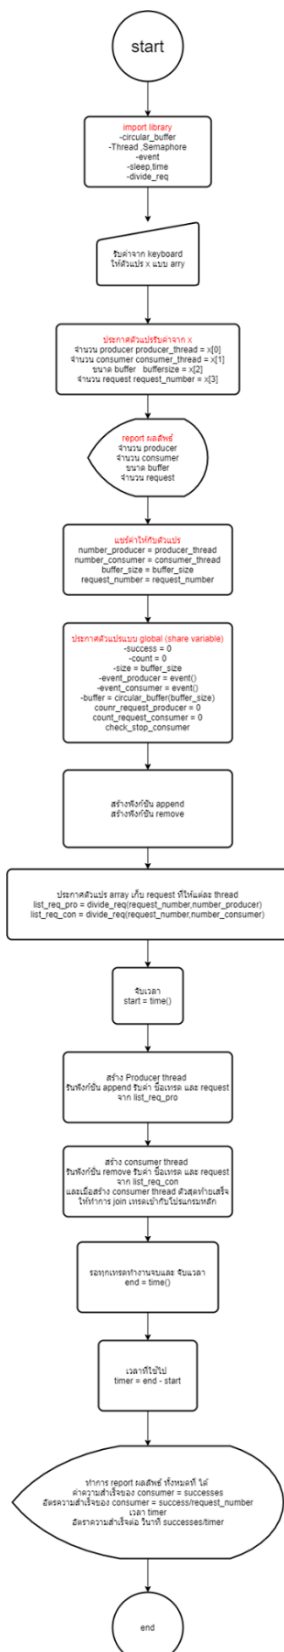 start
import library
-circular_buffer
-Thread ,Semaphore
-event
-sleep,time
-divide_req
รับค่าจาก keyboard
ให้ตัวแปร x แบบ arry
ประกาศตัวแปรรับค่าจาก x
จำนวน producer producer_thread = x[0]
จำนวน consumer consumer_thread = x[1]
ขนาด buffer buffersize = x[2]
จำนวน request request_number = x[3]
report ผลลัพธ์
จำนวน producer
จำนวน consumer
ขนาด buffer
จำนวน request
แชร์ค่าให้กับตัวแปร
number_producer = producer_thread
number_consumer = consumer_thread
buffer_size = buffer_size
request_number = request_number
ประกาศตัวแปรแบบ global (share variable)
-success = 0
-count = 0
-size = buffer_size
-event_producer = event()
-event_consumer = event()
-buffer = circular_buffer(buffer_size)
counr_request_producer = 0
count_request_consumer = 0
check_stop_consumer
สร้างฟังก์ชัน append
สร้างฟังก์ชัน remove
ประกาศตัวแปร array เก็บ request ที่ให้แต่ละ thread
list_req_pro = divide_req(request_number,number_producer)
list_req_con = divide_req(request_number,number_consumer)
จับเวลา
start = time()
สร้าง Producer thread
รันฟังก์ชัน append รับค่า ชื่อเทรด และ request
จาก list_req_pro
สร้าง consumer thread
รันฟังก์ชัน remove รับค่า ชื่อเทรด และ request
จาก list_req_con
และเมื่อสร้าง consumer thread ตัวสุดท้ายเสร็จ
ให้ทำการ join เทรดเข้ากับโปรแกรมหลัก
รอทุกเทรดทำงานจบและ จับเวลา
end = time()
เวลาที่ใช้ไป
timer = end - start
ทำการ report ผลลัพธ์ ทั้งหมดที่ ได้
ค่าความสำเร็จของ consumer = successes
อัตรความสำเร็จของ consumer = success/request_number
เวลา timer
อัตราความสำเร็จต่อ วินาที successes/timer
end